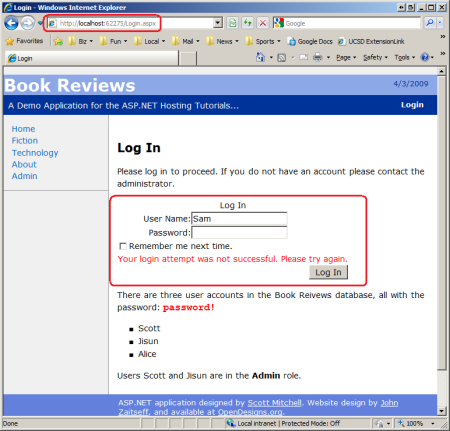 Login - Windows Internet Explorer
http://localhost:62275/Login.aspx
Google
Favorites Biz Fun Local Mail News Sports Google Docs UCSD ExtensionLink
Login
Page Safety Tools
Book Reviews
4/3/2009
A Demo Application for the ASP.NET Hosting Tutorials...
Login
Home
Fiction
Technology
About
Admin
Log In
Please log in to proceed. If you do not have an account please contact the
administrator.
Log In
User Name: Sam
Password:
Remember me next time.
Your login attempt was not successful. Please try again.
Log In
There are three user accounts in the Book Reivews database, all with the
password: password!
Scott
Jisun
Alice
Users Scott and Jisun are in the Admin role.
ASP.NET application designed by Scott Mitchell. Website design by John
Zaitseff, and available at OpenDesigns.org.
Done
Local intranet | Protected Mode: Off
100%